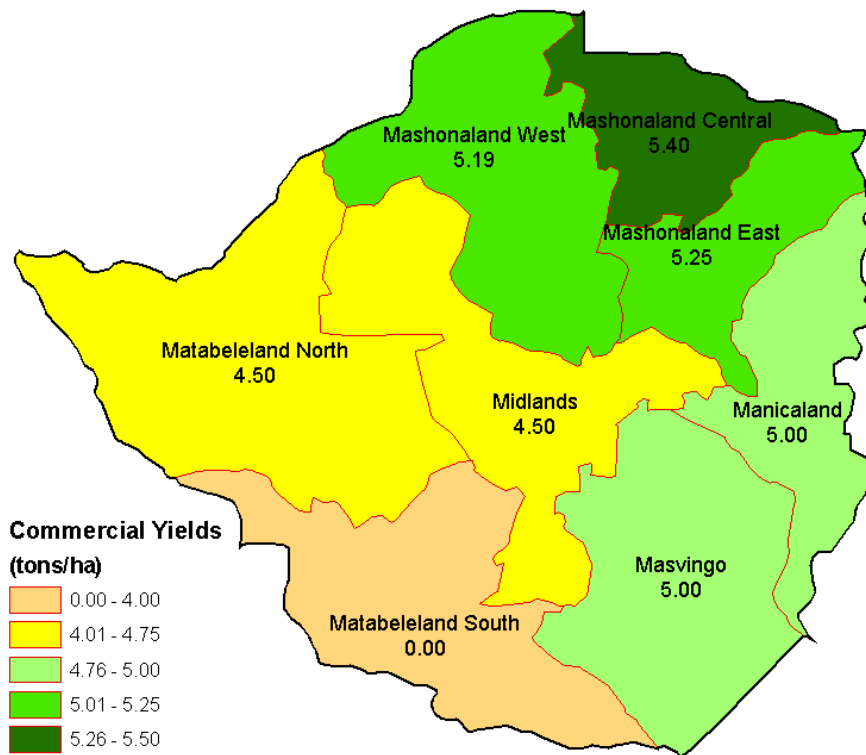 Mashonaland Central
5.40
Mashonaland West
5.19
Mashonaland East
5.25
Matabeleland North
4.50
Midlands
4.50
Manicaland
5.00
Masvingo
5.00
Matabeleland South
0.00
Commercial Yields
(tons/ha)
0.00 - 4.00
4.01 - 4.75
4.76 - 5.00
5.01 - 5.25
5.26 - 5.50